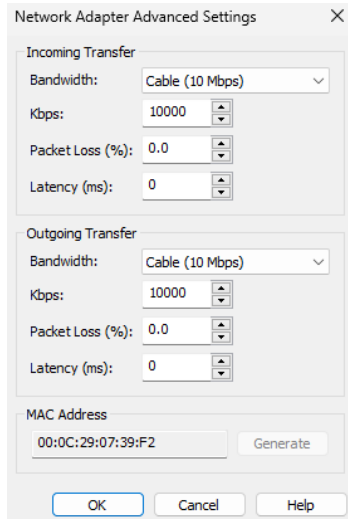 Network Adapter Advanced Settings
Incoming Transfer
Bandwidth: Cable (10 Mbps)
Kbps: 10000
Packet Loss (%): 0.0
Latency (ms): 0
Outgoing Transfer
Bandwidth: Cable (10 Mbps)
Kbps: 10000
Packet Loss (%): 0.0
Latency (ms): 0
MAC Address
00:0C:29:07:39:F2 Generate
OK Cancel Help